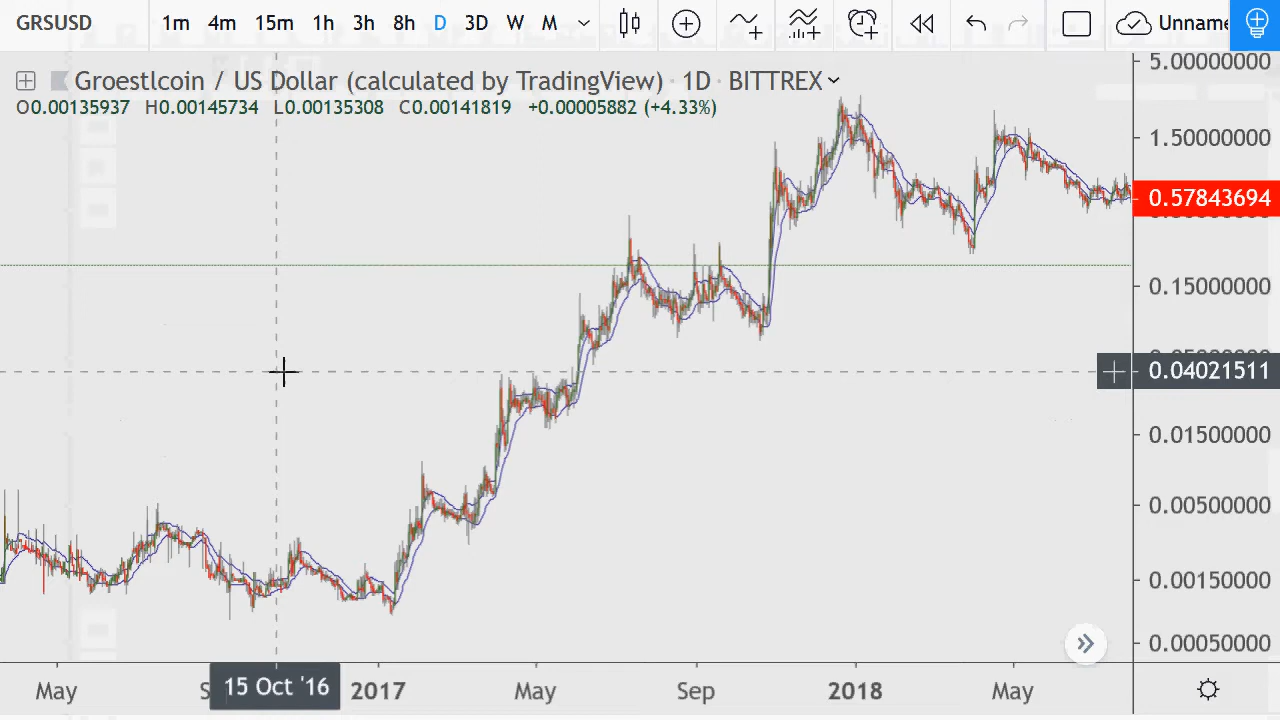 GRSUSD 1m 4m 15m 1h 3h 8h D 3D W M Unname
Groestlcoin / US Dollar (calculated by TradingView) · 1D · BITTREX
O0.00135937 H0.00145734 L0.00135308 C0.00141819 +0.00005882 (+4.33%)
5.00000000
1.50000000
0.57843694
0.15000000
0.04021511
0.01500000
0.00500000
0.00150000
0.00050000
May 15 Oct '16 2017 May Sep 2018 May